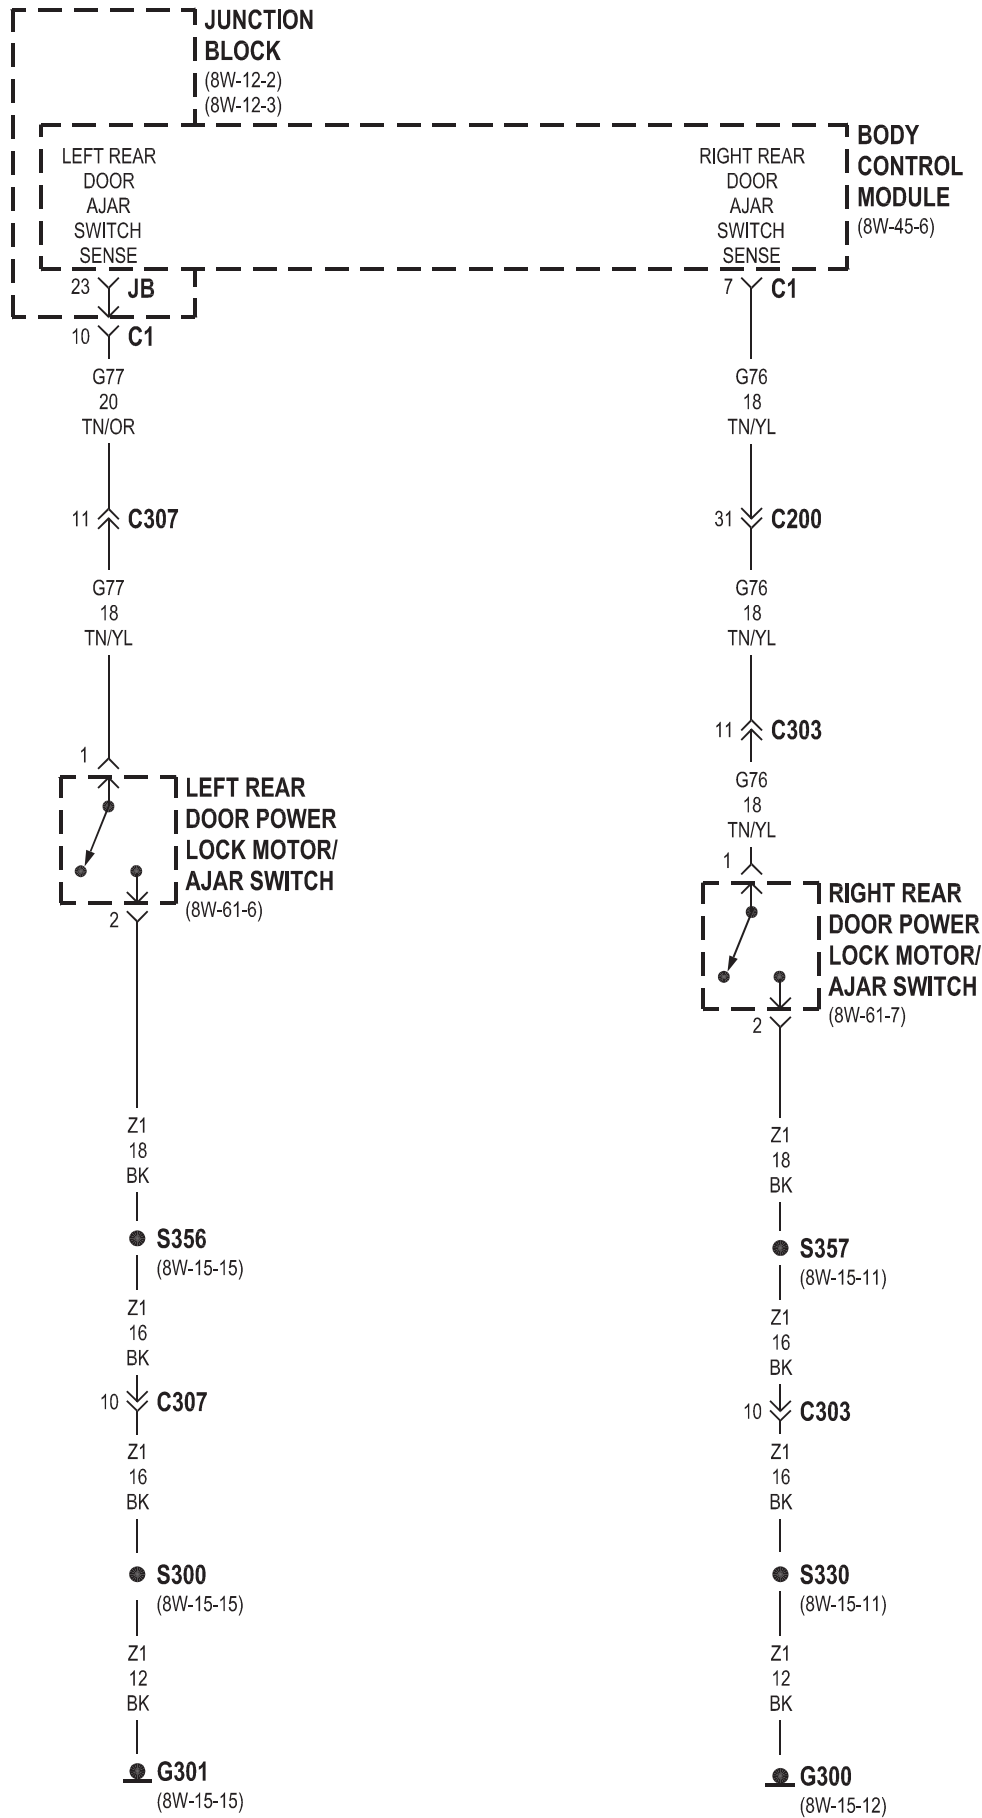 JUNCTION
BLOCK
(8W-12-2)
(8W-12-3)
BODY
CONTROL
MODULE
(8W-45-6)
LEFT REAR
DOOR
AJAR
SWITCH
SENSE
RIGHT REAR
DOOR
AJAR
SWITCH
SENSE
23 JB
10 C1
G77
20
TN/OR
11 C307
G77
18
TN/YL
1
LEFT REAR
DOOR POWER
LOCK MOTOR/
AJAR SWITCH
(8W-61-6)
2
Z1
18
BK
S356
(8W-15-15)
Z1
16
BK
10 C307
Z1
16
BK
S300
(8W-15-15)
Z1
12
BK
G301
(8W-15-15)
7 C1
G76
18
TN/YL
31 C200
G76
18
TN/YL
11 C303
G76
18
TN/YL
1
RIGHT REAR
DOOR POWER
LOCK MOTOR/
AJAR SWITCH
(8W-61-7)
2
Z1
18
BK
S357
(8W-15-11)
Z1
16
BK
10 C303
Z1
16
BK
S330
(8W-15-11)
Z1
12
BK
G300
(8W-15-12)